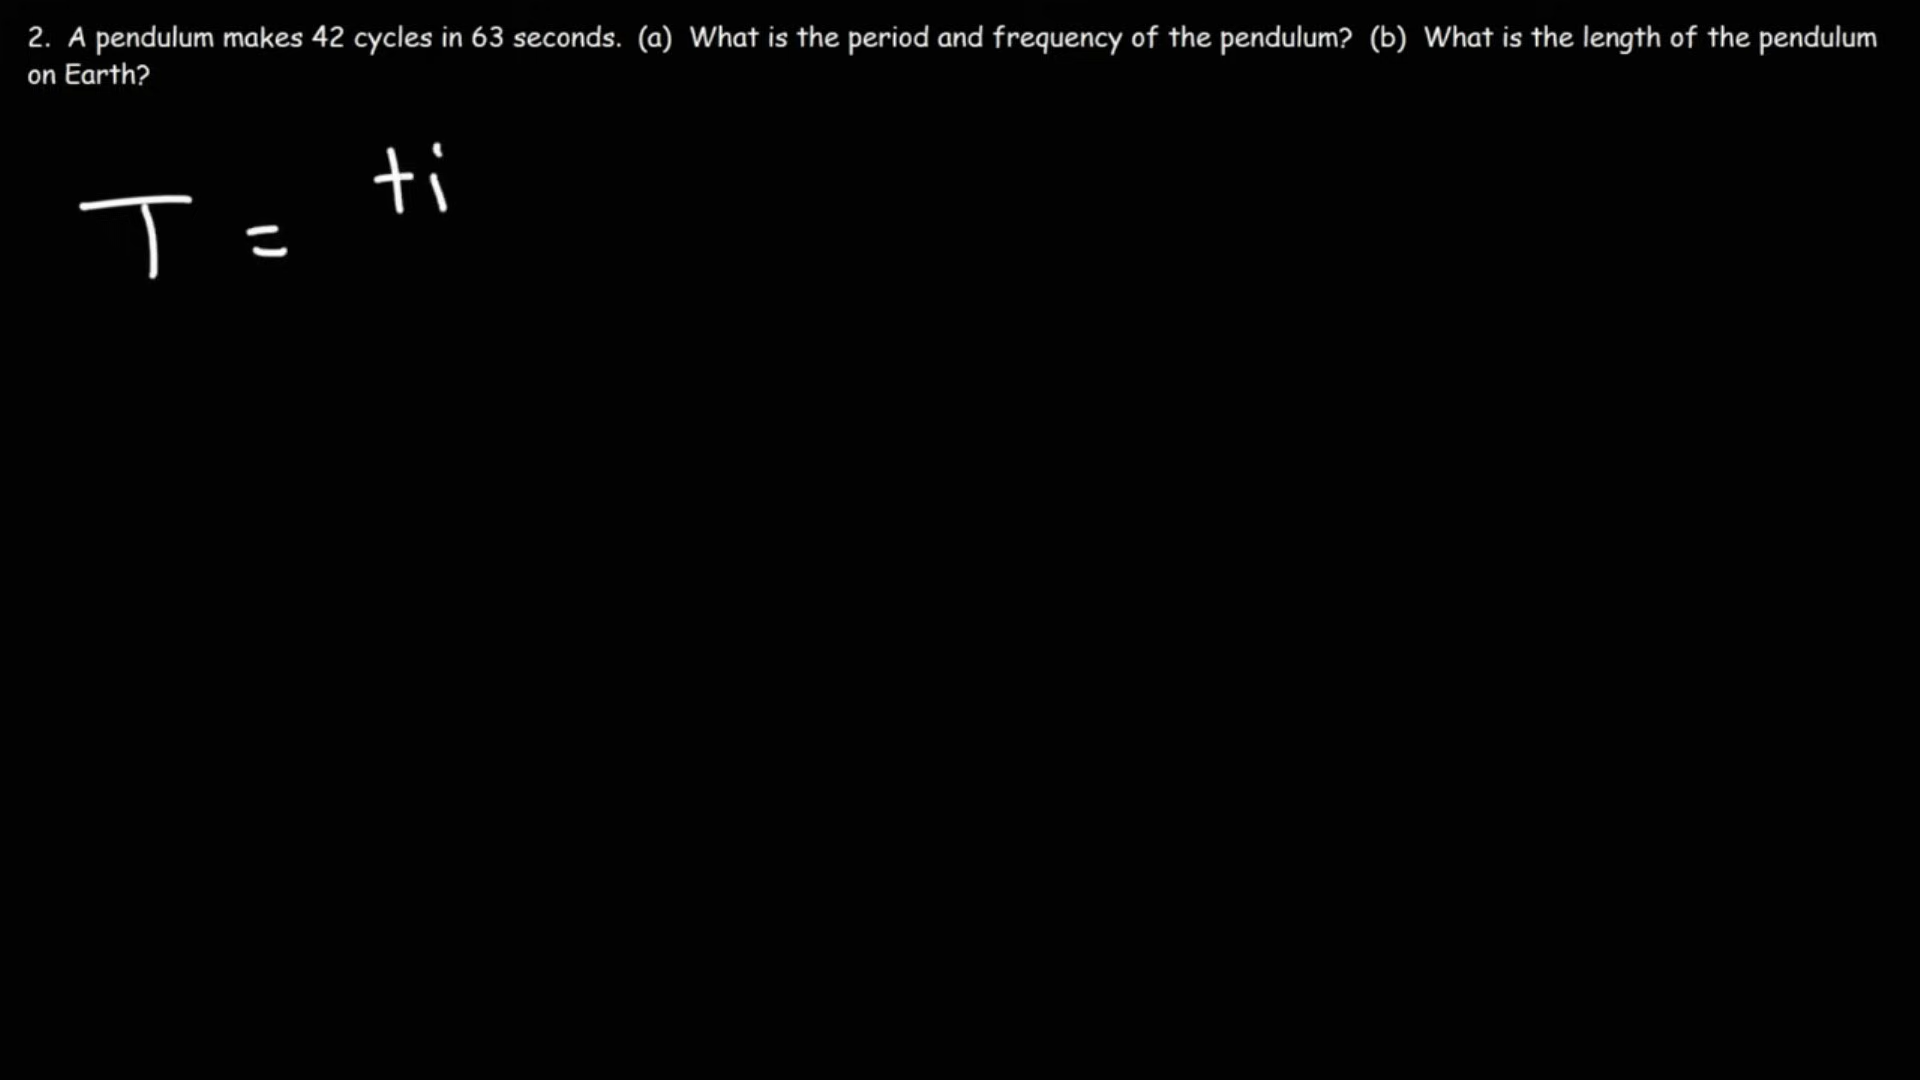 2. A pendulum makes 42 cycles in 63 seconds. (a) What is the period and frequency of the pendulum? (b) What is the length of the pendulum
on Earth?
T = ti